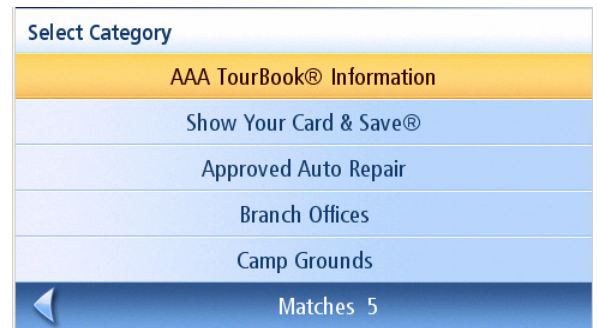 Select Category
AAA TourBook® Information
Show Your Card & Save®
Approved Auto Repair
Branch Offices
Camp Grounds
Matches 5